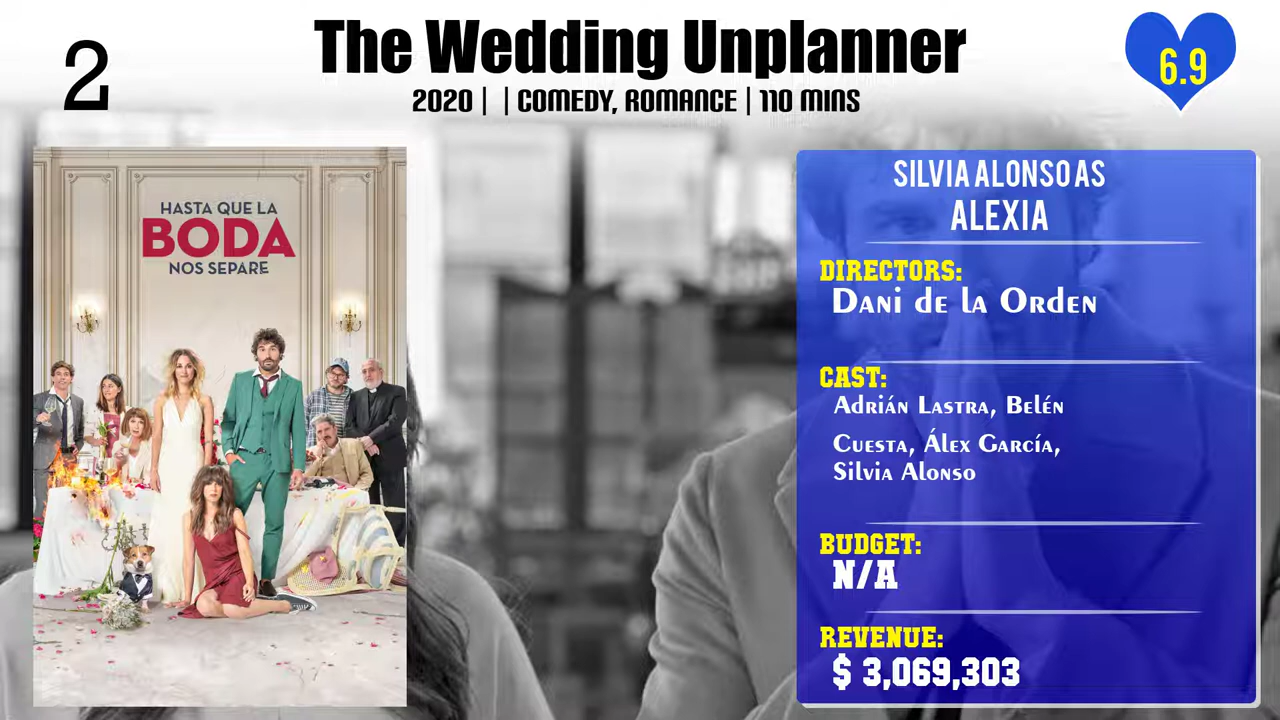 2
The Wedding Unplanner
2020 | | COMEDY, ROMANCE | 110 MINS
6.9
HASTA QUE LA
BODA
NOS SEPARE
SILVIA ALONSO AS
ALEXIA
DIRECTORS:
Dani de la Orden
CAST:
Adrián Lastra, Belén
Cuesta, Álex García,
Silvia Alonso
BUDGET:
N/A
REVENUE:
$ 3,069,303